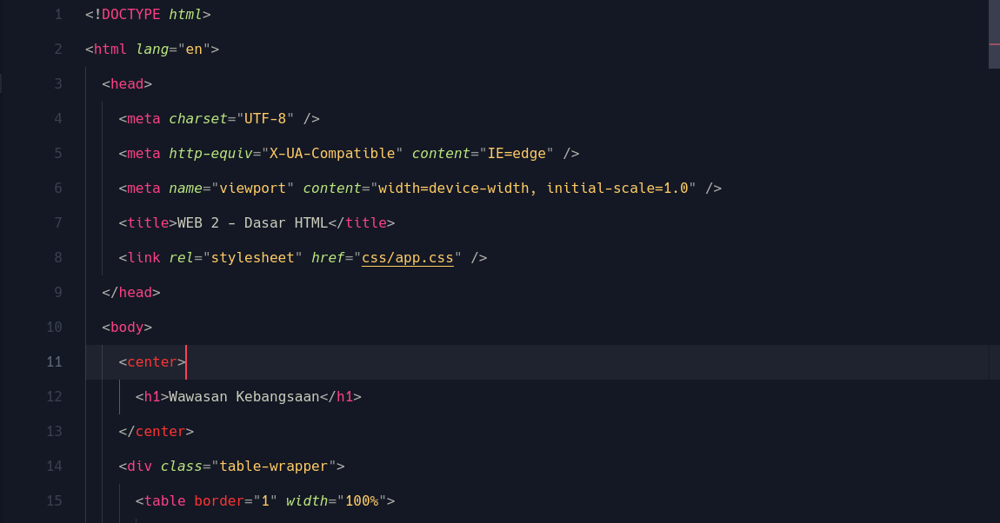 1 <!DOCTYPE html>
2 <html lang="en">
3 <head>
4 <meta charset="UTF-8" />
5 <meta http-equiv="X-UA-Compatible" content="IE=edge" />
6 <meta name="viewport" content="width=device-width, initial-scale=1.0" />
7 <title>WEB 2 - Dasar HTML</title>
8 <link rel="stylesheet" href="css/app.css" />
9 </head>
10 <body>
11 <center>
12 <h1>Wawasan Kebangsaan</h1>
13 </center>
14 <div class="table-wrapper">
15 <table border="1" width="100%">